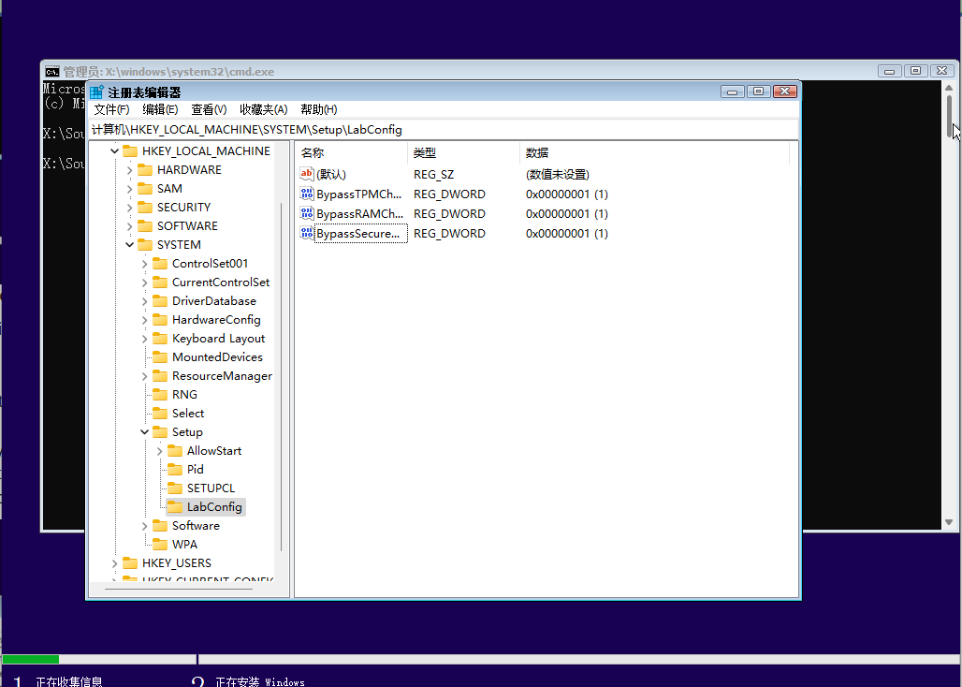 管理员: X:\windows\system32\cmd.exe
Micros
(c) Mi
X:\Sou
X:\Sou
注册表编辑器
文件(F) 编辑(E) 查看(V) 收藏夹(A) 帮助(H)
计算机\HKEY_LOCAL_MACHINE\SYSTEM\Setup\LabConfig
HKEY_LOCAL_MACHINE
HARDWARE
SAM
SECURITY
SOFTWARE
SYSTEM
ControlSet001
CurrentControlSet
DriverDatabase
HardwareConfig
Keyboard Layout
MountedDevices
ResourceManager
RNG
Select
Setup
AllowStart
Pid
SETUPCL
LabConfig
Software
WPA
HKEY_USERS
HKEY_CURRENT_CONFIG
名称 类型 数据
(默认) REG_SZ (数值未设置)
BypassTPMCh... REG_DWORD 0x00000001 (1)
BypassRAMCh... REG_DWORD 0x00000001 (1)
BypassSecure... REG_DWORD 0x00000001 (1)
1 正在收集信息 2 正在安装 Windows